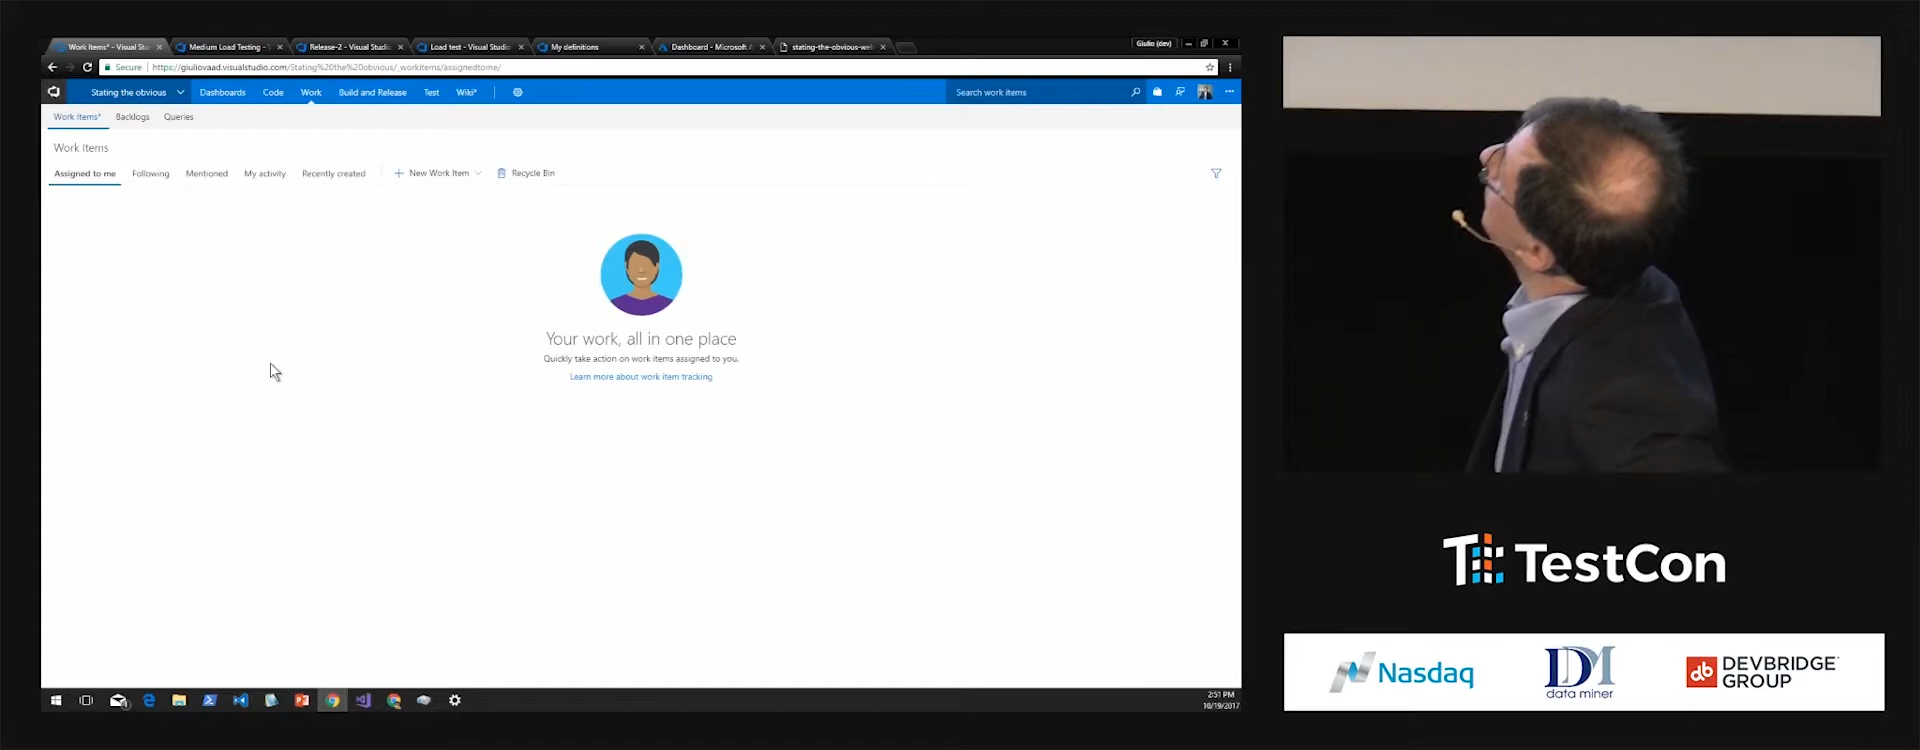 Work Items* - Visual Stu
Medium Load Testing -
Release-2 - Visual Studio
Load test - Visual Studio
My definitions
Dashboard - Microsoft A
stating-the-obvious-web
Giulio (dev)
Secure
https://giuliovaad.visualstudio.com/Stating%20the%20obvious/_workitems/assignedtome/
Stating the obvious
Dashboards
Code
Work
Build and Release
Test
Wiki*
Search work items
Work Items*
Backlogs
Queries
Work Items
Assigned to me
Following
Mentioned
My activity
Recently created
New Work Item
Recycle Bin
Your work, all in one place
Quickly take action on work items assigned to you.
Learn more about work item tracking
2:51 PM
10/19/2017
TestCon
Nasdaq
DM
data miner
db
DEVBRIDGE
GROUP